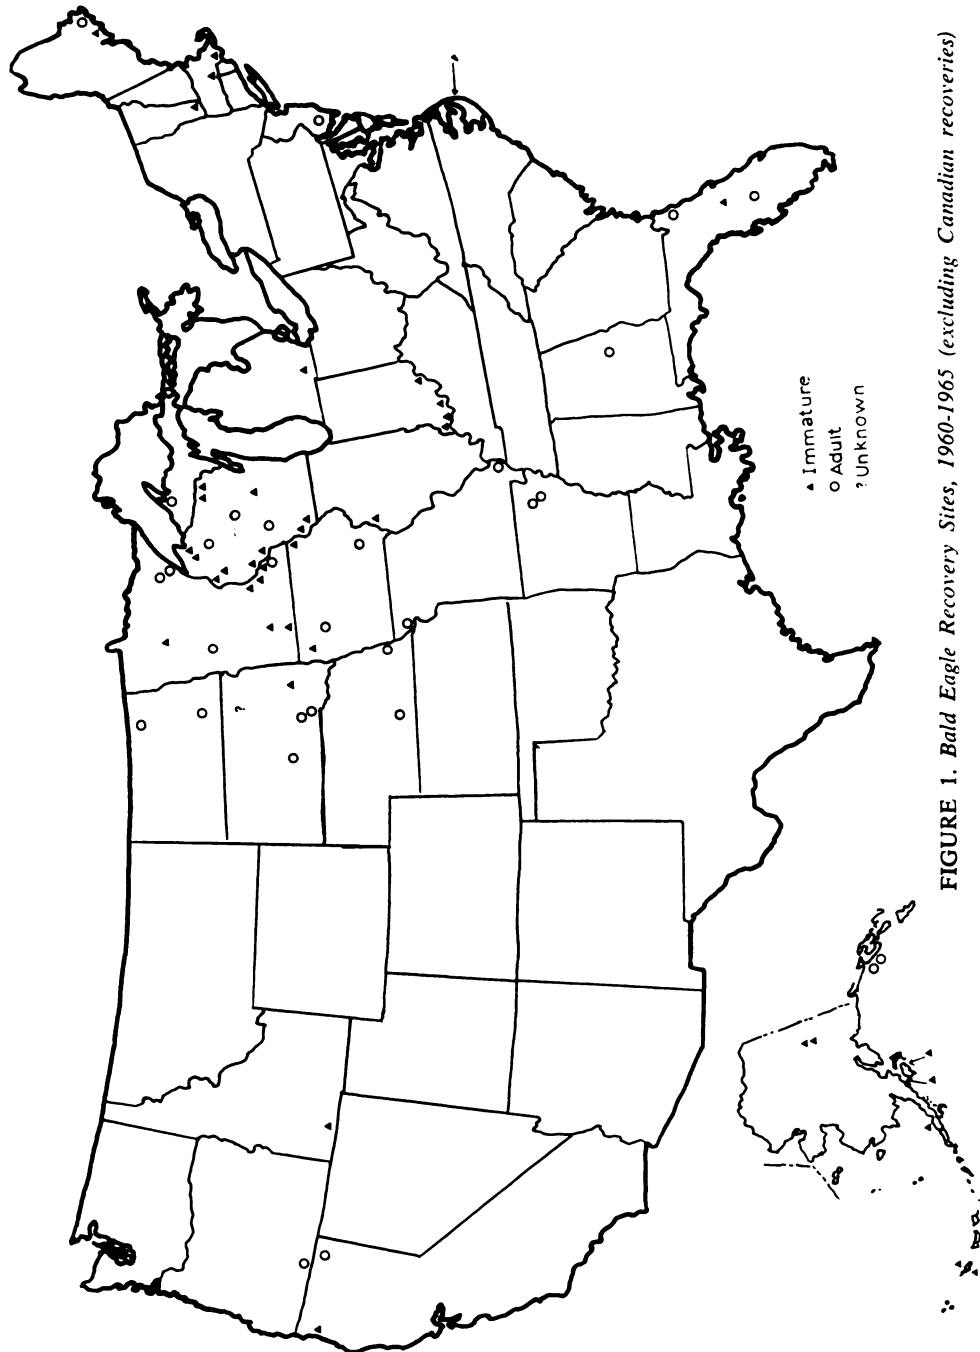 ▲ Immature
○ Adult
? Unknown
?
FIGURE 1. Bald Eagle Recovery Sites, 1960-1965 (excluding Canadian recoveries)